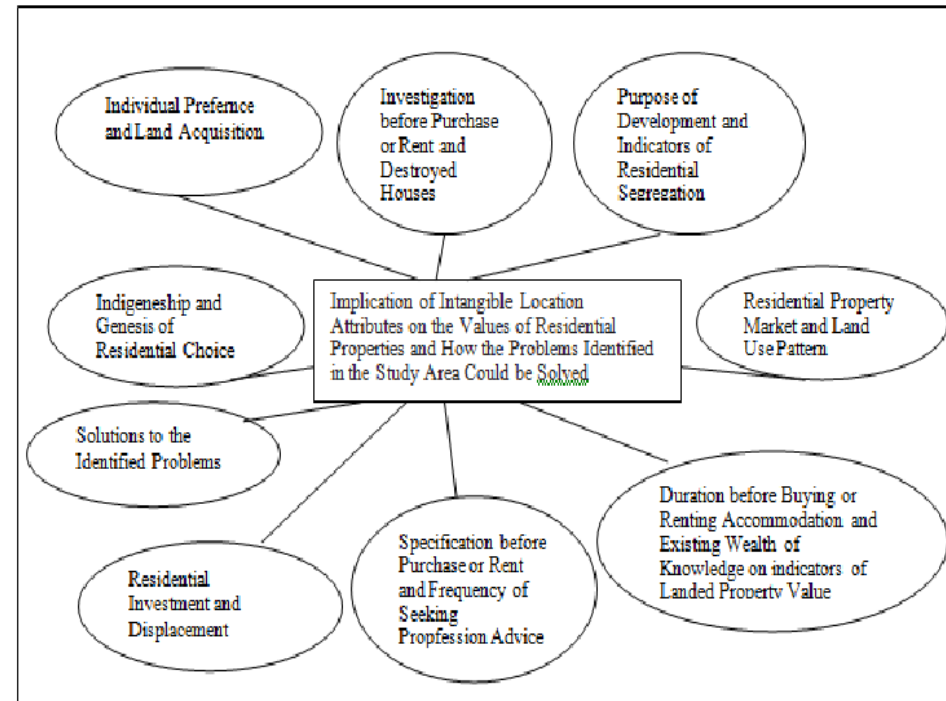 Individual Prefernce
and Land Acquisition
Investigation
before Purchase
or Rent and
Destroyed
Houses
Purpose of
Development and
Indicators of
Residential
Segregation
Indigeneship and
Genesis of
Residential Choice
Implication of Intangible Location
Attributes on the Values of Residential
Properties and How the Problems Identified
in the Study Area Could be Solved
Residential Property
Market and Land
Use Pattern
Solutions to the
Identified Problems
Residential
Investment and
Displacement
Specification before
Purchase or Rent
and Frequency of
Seeking
Propfession Advice
Duration before Buying or
Renting Accommodation and
Existing Wealth of
Knowledge on indicators of
Landed Property Value